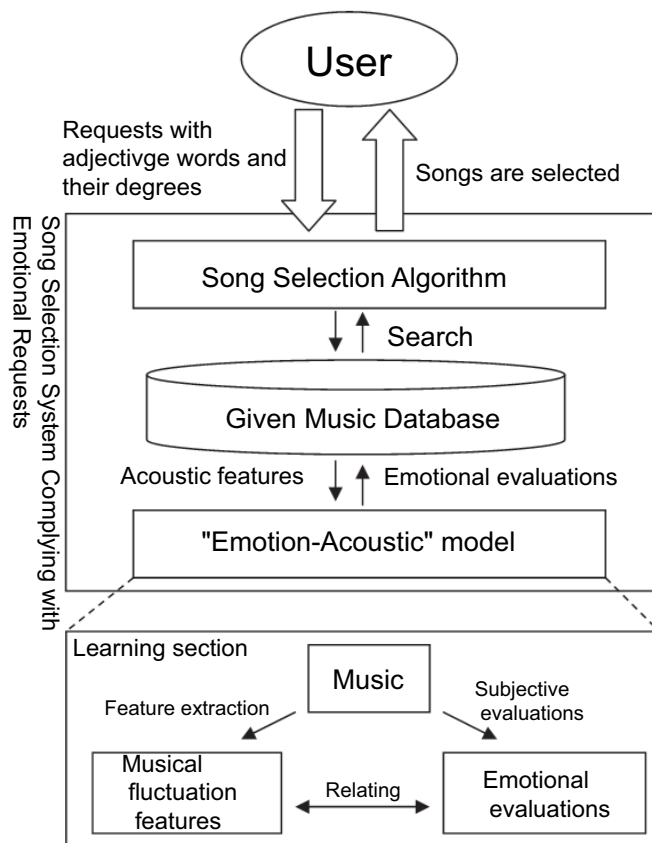 User
Requests with
adjectivge words and
their degrees
Songs are selected
Song Selection System Complying with
Emotional Requests
Song Selection Algorithm
Search
Given Music Database
Acoustic features
Emotional evaluations
"Emotion-Acoustic" model
Learning section
Music
Feature extraction
Subjective
evaluations
Musical
fluctuation
features
Relating
Emotional
evaluations